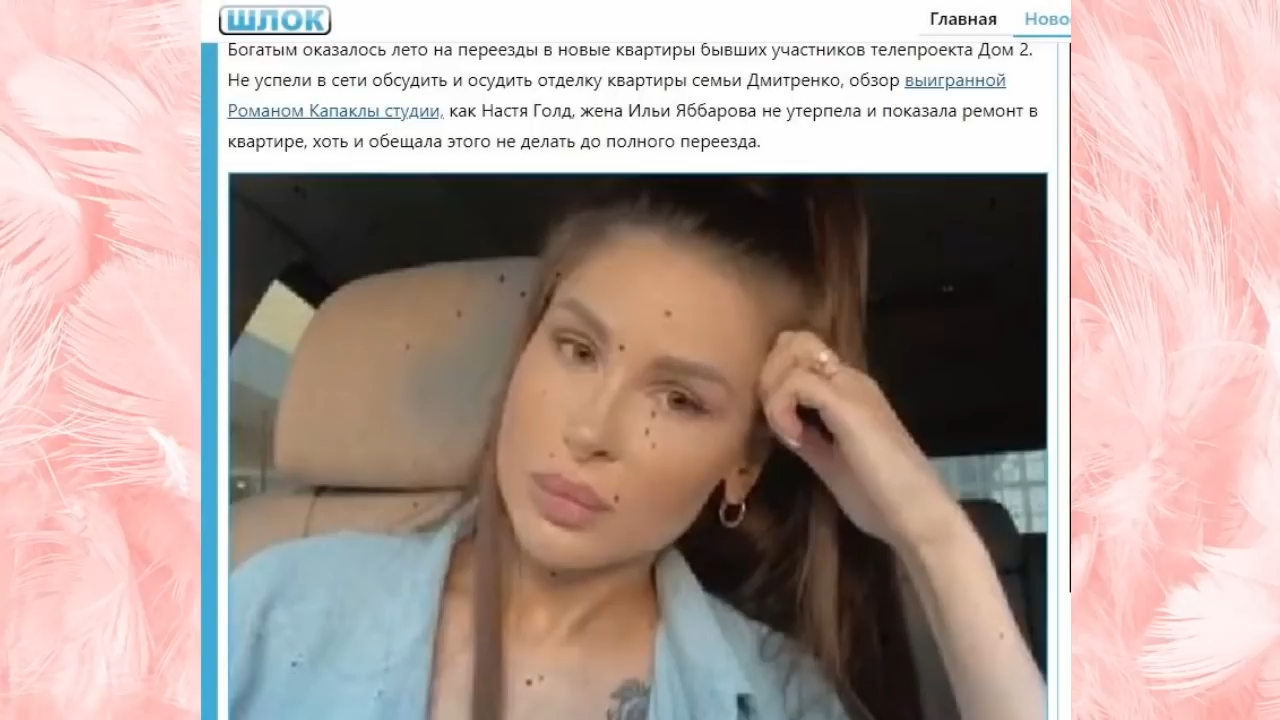 ШЛОК
Главная Ново
Богатым оказалось лето на переезды в новые квартиры бывших участников телепроекта Дом 2.
Не успели в сети обсудить и осудить отделку квартиры семьи Дмитренко, обзор выигранной
Романом Капаклы студии, как Настя Голд, жена Ильи Яббарова не утерпела и показала ремонт в
квартире, хоть и обещала этого не делать до полного переезда.